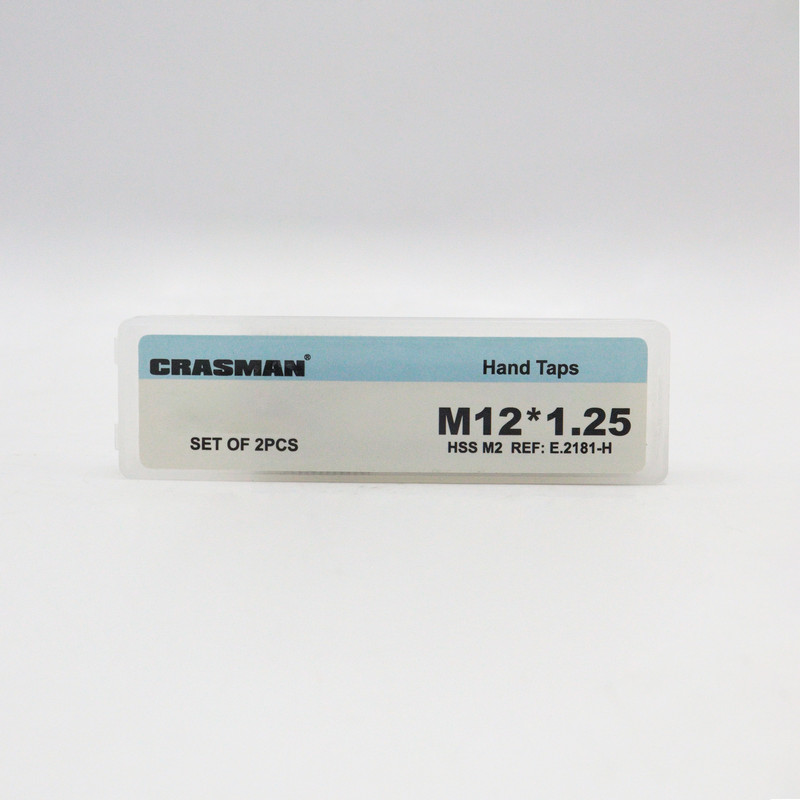 CRASMAN®
Hand Taps
M12*1.25
SET OF 2PCS
HSS M2 REF: E.2181-H